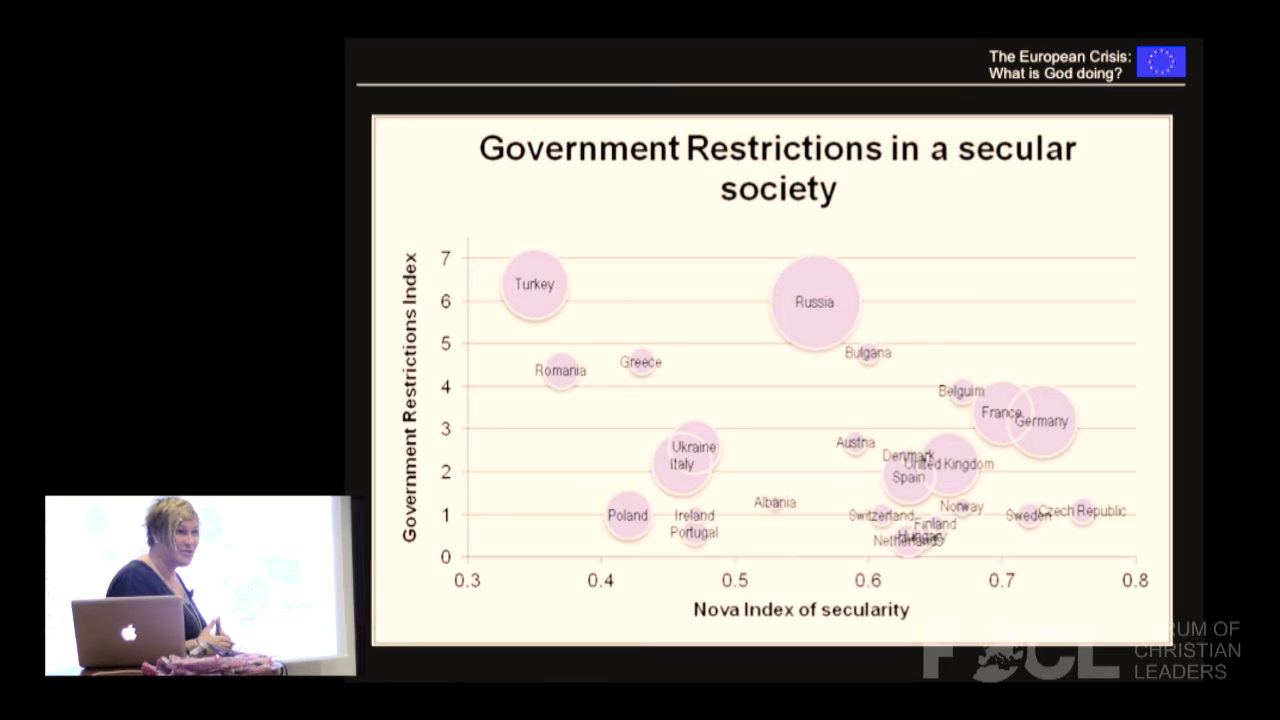 The European Crisis:
What is God doing?
Government Restrictions in a secular
society
Government Restrictions Index
7
6
5
4
3
2
1
0
Turkey
Russia
Bulgaria
Greece
Romania
Belguim
France
Germany
Ukraine
Italy
Austria
Denmark
United Kingdom
Spain
Albania
Poland
Ireland
Portugal
Switzerland
Norway
Finland
Hungary
Netherlands
Sweden
Czech Republic
0.3 0.4 0.5 0.6 0.7 0.8
Nova Index of secularity
FOCL
FORUM OF
CHRISTIAN
LEADERS